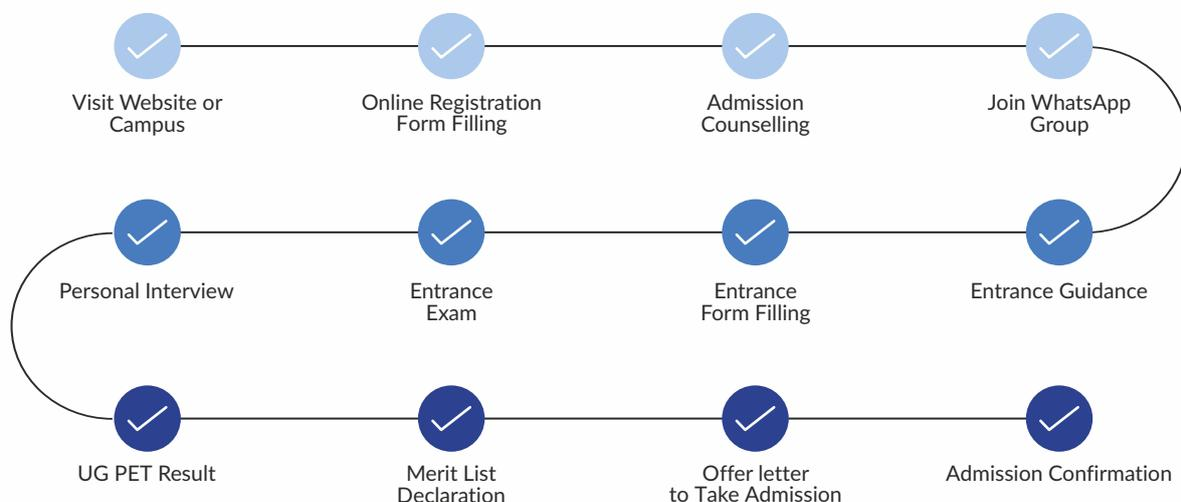 Visit Website or
Campus
Online Registration
Form Filling
Admission
Counselling
Join WhatsApp
Group
Entrance Guidance
Entrance
Form Filling
Entrance
Exam
Personal Interview
UG PET Result
Merit List
Declaration
Offer letter
to Take Admission
Admission Confirmation